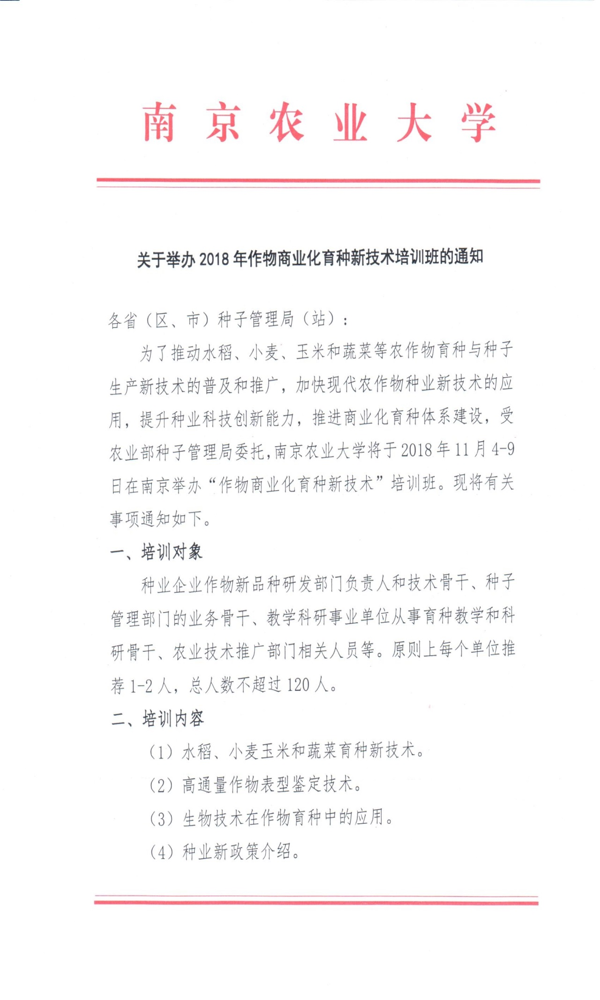 南京农业大学
关于举办 2018 年作物商业化育种新技术培训班的通知
各省（区、市）种子管理局（站）：
为了推动水稻、小麦、玉米和蔬菜等农作物育种与种子
生产新技术的普及和推广，加快现代农作物种业新技术的应
用，提升种业科技创新能力，推进商业化育种体系建设，受
农业部种子管理局委托,南京农业大学将于 2018 年 11 月 4-9
日在南京举办“作物商业化育种新技术”培训班。现将有关
事项通知如下。
一、培训对象
种业企业作物新品种研发部门负责人和技术骨干、种子
管理部门的业务骨干、教学科研事业单位从事育种教学和科
研骨干、农业技术推广部门相关人员等。原则上每个单位推
荐 1-2 人，总人数不超过 120 人。
二、培训内容
（1）水稻、小麦玉米和蔬菜育种新技术。
（2）高通量作物表型鉴定技术。
（3）生物技术在作物育种中的应用。
（4）种业新政策介绍。